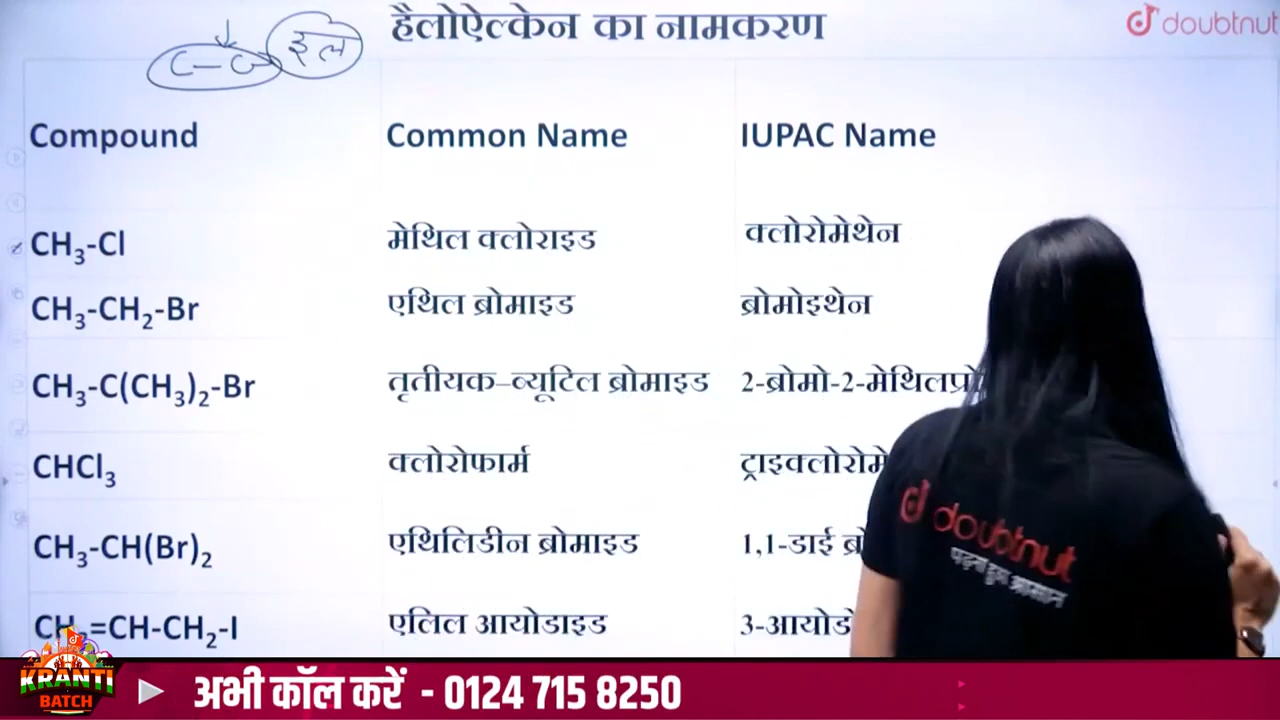 हैलोऐल्केन का नामकरण
doubtnut
C–C इल
Compound Common Name IUPAC Name
CH₃-Cl मेथिल क्लोराइड क्लोरोमेथेन
CH₃-CH₂-Br एथिल ब्रोमाइड ब्रोमोइथेन
CH₃-C(CH₃)₂-Br तृतीयक–ब्यूटिल ब्रोमाइड 2-ब्रोमो-2-मेथिलप्रो
CHCl₃ क्लोरोफार्म ट्राइक्लोरोमे
CH₃-CH(Br)₂ एथिलिडीन ब्रोमाइड 1,1-डाई ब्रो
=CH-CH₂-I एलिल आयोडाइड 3-आयोडो
doubtnut
पढ़ना हुआ आसान
KRANTI
BATCH
अभी कॉल करें - 0124 715 8250